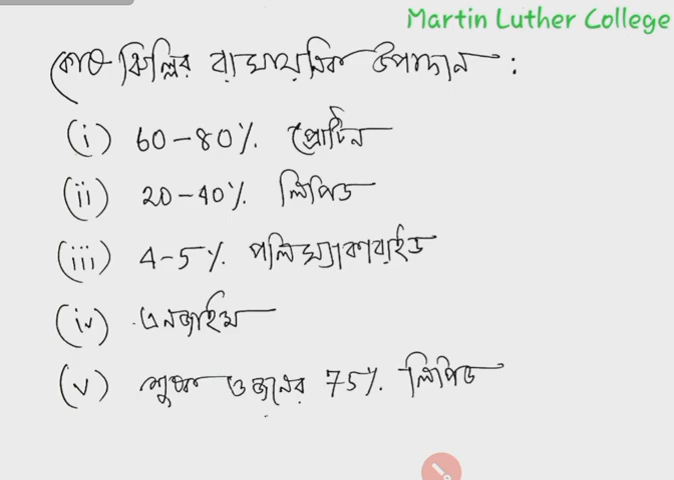 Martin Luther College
কোষ ঝিল্লির রাসায়নিক উপাদান :
(i) 60-80% প্রোটিন
(ii) 20-40% লিপিড
(iii) 4-5% পলিস্যাকারাইড
(iv) এনজাইম
(v) শুষ্ক ওজনের 75% লিপিড